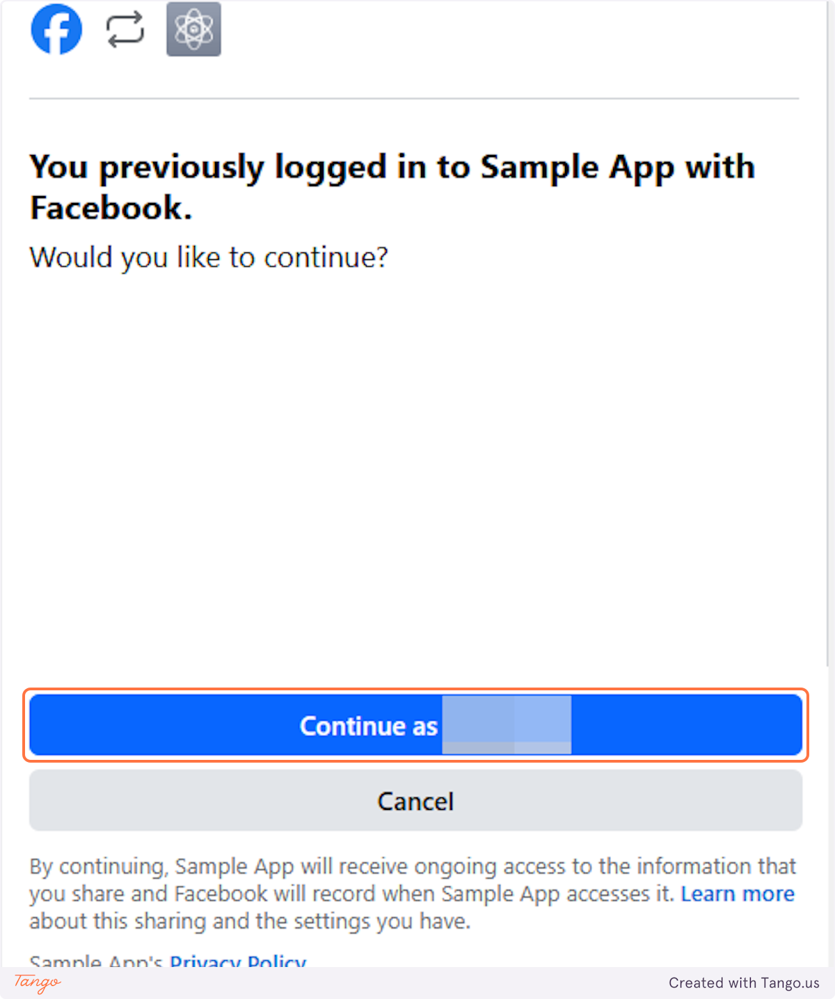 You previously logged in to Sample App with
Facebook.
Would you like to continue?
Continue as
Cancel
By continuing, Sample App will receive ongoing access to the information that
you share and Facebook will record when Sample App accesses it. Learn more
about this sharing and the settings you have.
Sample App's Privacy Policy
Tango
Created with Tango.us